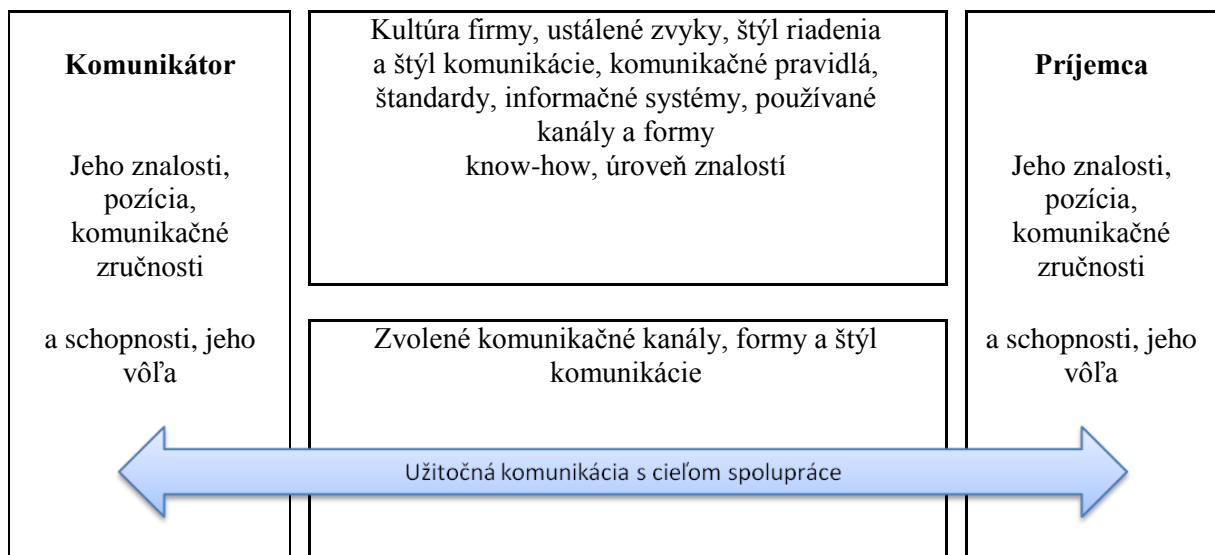 Komunikátor
Jeho znalosti,
pozícia,
komunikačné
zručnosti
a schopnosti, jeho
vôľa
Kultúra firmy, ustálené zvyky, štýl riadenia
a štýl komunikácie, komunikačné pravidlá,
štandardy, informačné systémy, používané
kanály a formy
know-how, úroveň znalostí
Zvolené komunikačné kanály, formy a štýl
komunikácie
Príjemca
Jeho znalosti,
pozícia,
komunikačné
zručnosti
a schopnosti, jeho
vôľa
Užitočná komunikácia s cieľom spolupráce